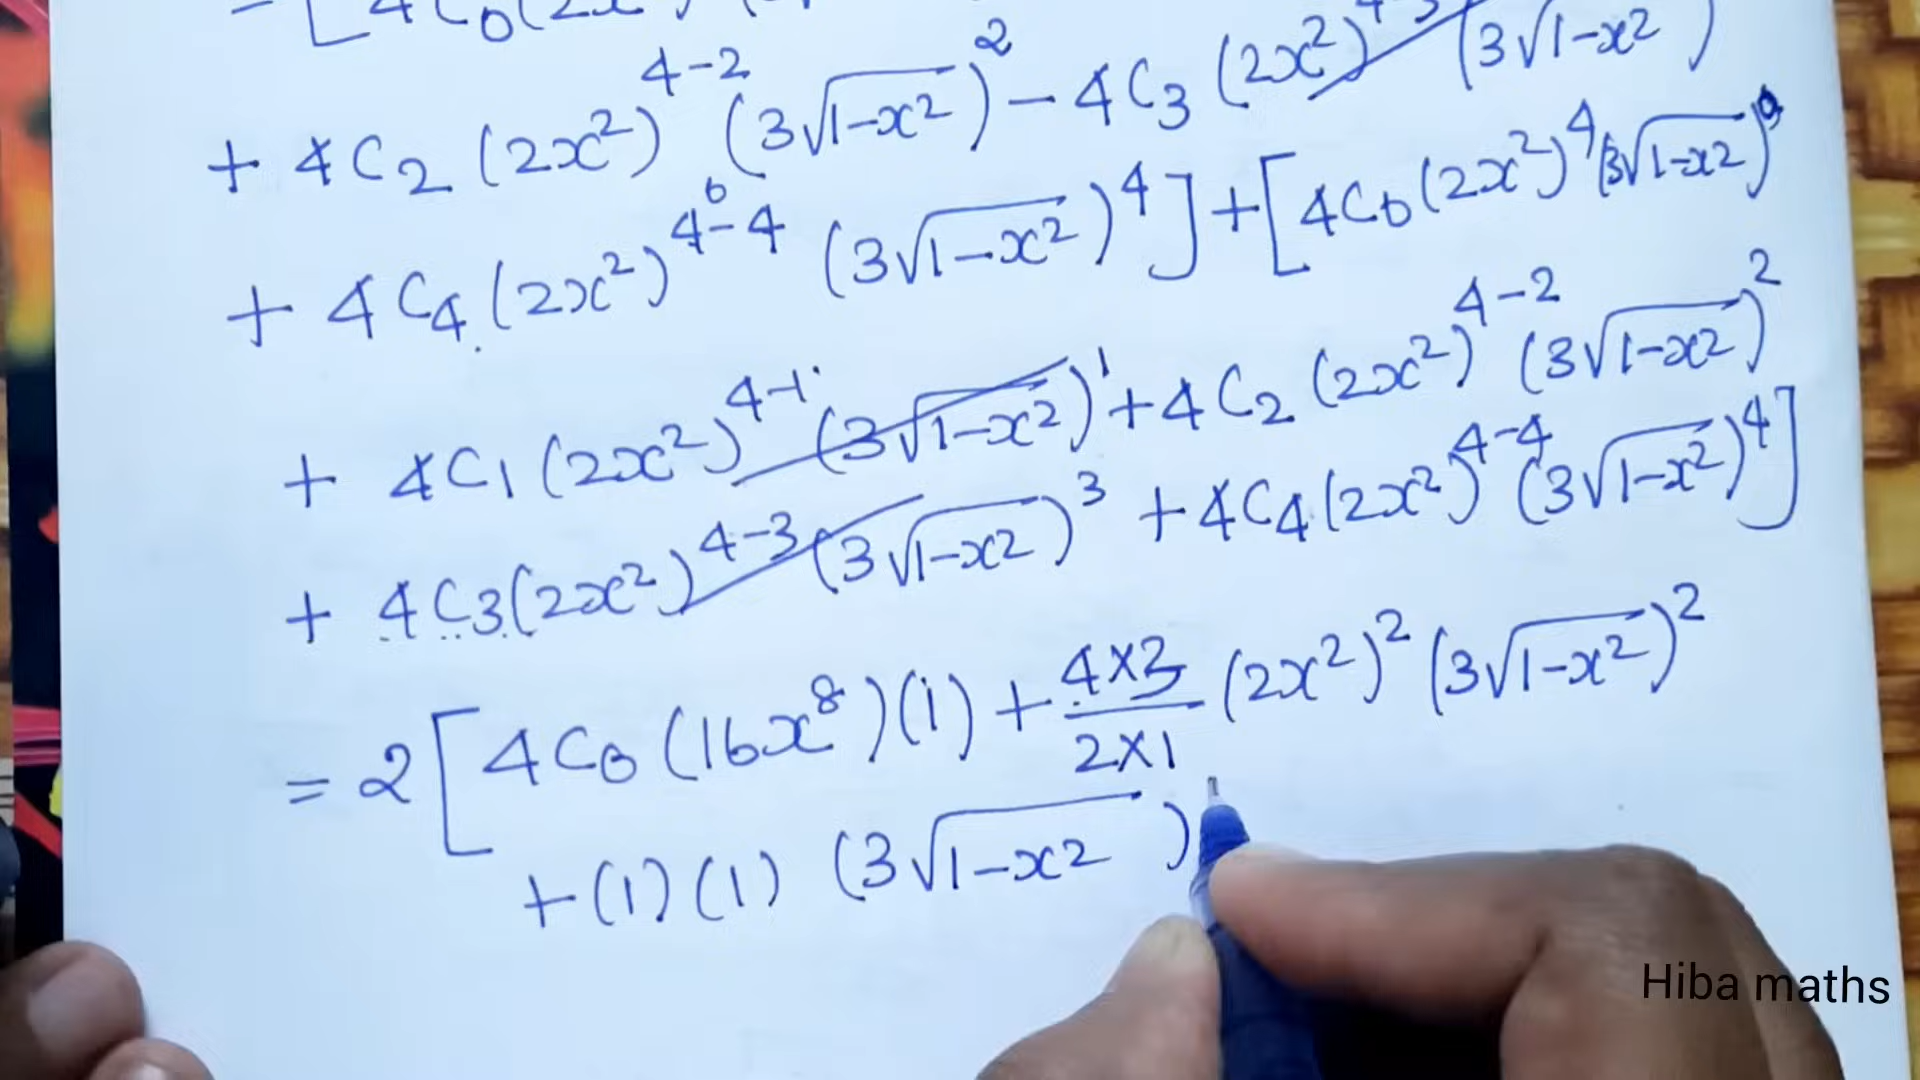 = [4C0(2x
+ 4C2 (2x²)⁴⁻² (3√1-x²)² - 4C3 (2x²)⁴⁻³ (3√1-x²)
+ 4C4 (2x²)⁴⁻⁴ ⁰ (3√1-x²)⁴] + [4C0 (2x²)⁴ (3√1-x²)⁰
+ 4C1 (2x²)⁴⁻¹ (3√1-x²)¹ + 4C2 (2x²)⁴⁻² (3√1-x²)²
+ 4C3 (2x²)⁴⁻³ (3√1-x²)³ + 4C4 (2x²)⁴⁻⁴ (3√1-x²)⁴]
= 2 [4C0 (16x⁸)(1) + 4×3/2×1 (2x²)² (3√1-x²)²
+ (1) (1) (3√1-x2 )
Hiba maths